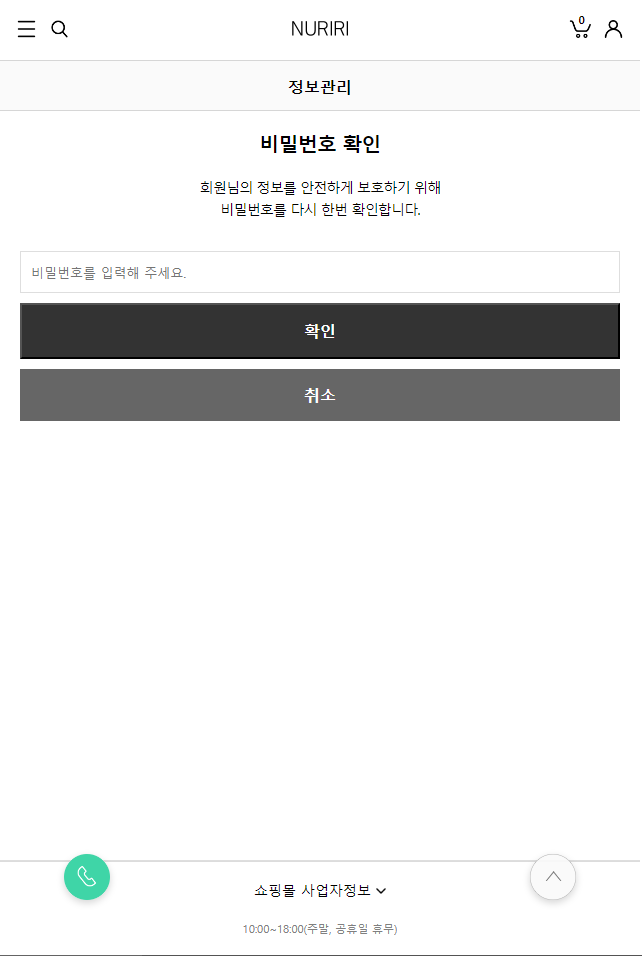 NURIRI
0
정보관리
비밀번호 확인
회원님의 정보를 안전하게 보호하기 위해
비밀번호를 다시 한번 확인합니다.
비밀번호를 입력해 주세요.
확인
취소
쇼핑몰 사업자정보
10:00~18:00(주말, 공휴일 휴무)